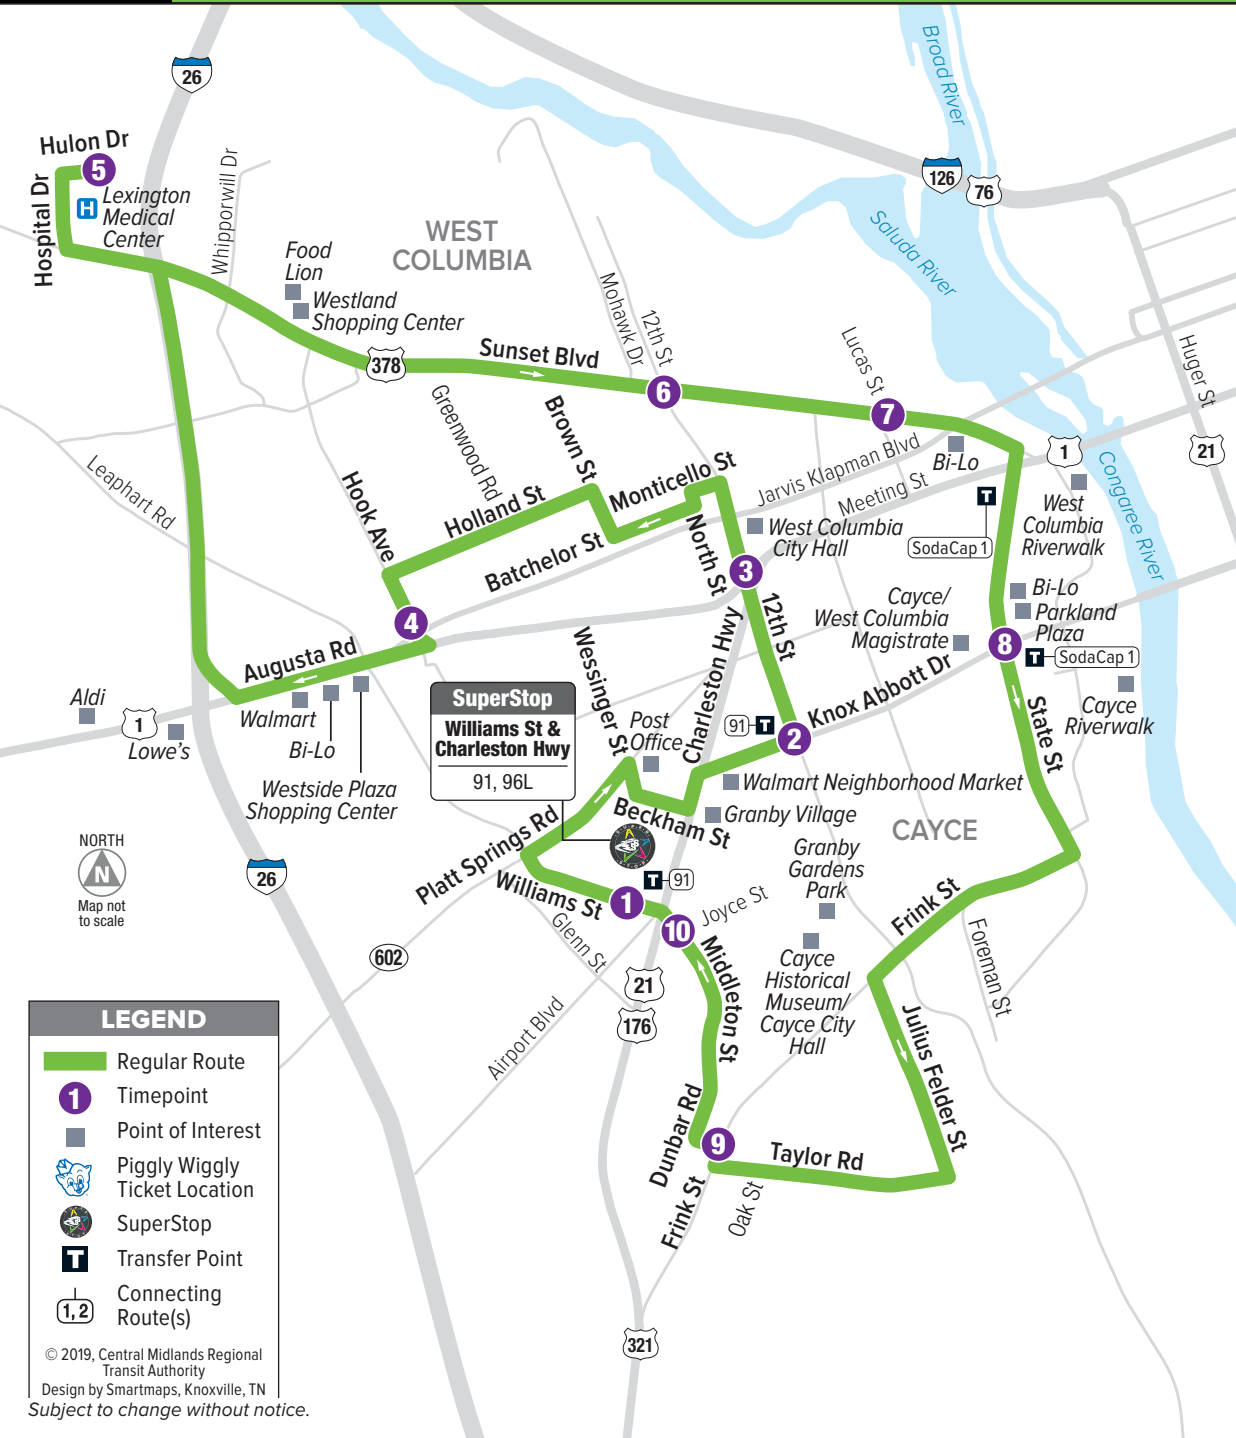 26
Broad River
126
76
Hulon Dr
5
Hospital Dr
H
Lexington
Medical
Center
Whipporwill Dr
WEST
COLUMBIA
Saluda River
Food
Lion
Westland
Shopping Center
Mohawk Dr
12th St
Lucas St
Huger St
378
Sunset Blvd
6
7
Greenwood Rd
Brown St
Jarvis Klapman Blvd
Bi-Lo
1
21
Leaphart Rd
Hook Ave
Holland St
Monticello St
Meeting St
T
SodaCap 1
West
Columbia
Riverwalk
Congaree River
Batchelor St
North St
West Columbia
City Hall
3
4
12th St
Charleston Hwy
Wessinger St
Cayce/
West Columbia
Magistrate
Bi-Lo
Parkland
Plaza
8
T
SodaCap 1
Augusta Rd
Aldi
1
Lowe's
Walmart
Bi-Lo
Westside Plaza
Shopping Center
SuperStop
Williams St &
Charleston Hwy
91, 96L
Post
Office
91
T
2
Knox Abbott Dr
State St
Cayce
Riverwalk
Walmart Neighborhood Market
Granby Village
Beckham St
Platt Springs Rd
CAYCE
Granby
Gardens
Park
NORTH
N
Map not
to scale
26
Williams St
1
T
91
10
Joyce St
Glenn St
Middleton St
Frink St
Foreman St
Cayce
Historical
Museum/
Cayce City
Hall
602
21
176
Airport Blvd
Julius Felder St
Dunbar Rd
9
Taylor Rd
Frink St
Oak St
321
LEGEND
Regular Route
1
Timepoint
Point of Interest
Piggly Wiggly
Ticket Location
SuperStop
T
Transfer Point
1, 2
Connecting
Route(s)
© 2019, Central Midlands Regional
Transit Authority
Design by Smartmaps, Knoxville, TN
Subject to change without notice.